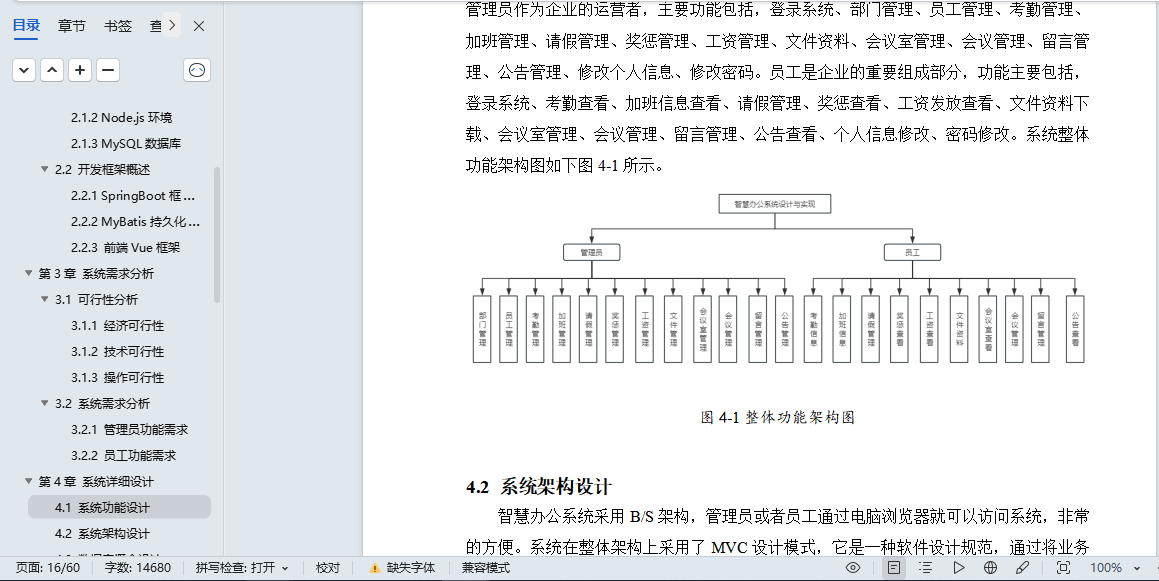 目录 章节 书签 查
2.1.2 Node.js 环境
2.1.3 MySQL 数据库
2.2 开发框架概述
2.2.1 SpringBoot 框 ...
2.2.2 MyBatis 持久化 ...
2.2.3 前端 Vue 框架
第 3 章 系统需求分析
3.1 可行性分析
3.1.1 经济可行性
3.1.2 技术可行性
3.1.3 操作可行性
3.2 系统需求分析
3.2.1 管理员功能需求
3.2.2 员工功能需求
第 4 章 系统详细设计
4.1 系统功能设计
4.2 系统架构设计
管理员作为企业的运营者，主要功能包括，登录系统、部门管理、员工管理、考勤管理、
加班管理、请假管理、奖惩管理、工资管理、文件资料、会议室管理、会议管理、留言管
理、公告管理、修改个人信息、修改密码。员工是企业的重要组成部分，功能主要包括，
登录系统、考勤查看、加班信息查看、请假管理、奖惩查看、工资发放查看、文件资料下
载、会议室管理、会议管理、留言管理、公告查看、个人信息修改、密码修改。系统整体
功能架构图如下图 4-1 所示。
智慧办公系统设计与实现
管理员
员工
部门管理
员工管理
考勤管理
加班管理
请假管理
奖惩管理
工资管理
文件管理
会议室管理
会议管理
留言管理
公告管理
考勤信息
加班信息
请假管理
奖惩查看
工资查看
文件资料
会议室查看
会议管理
留言管理
公告查看
图 4-1 整体功能架构图
4.2 系统架构设计
智慧办公系统采用 B/S 架构，管理员或者员工通过电脑浏览器就可以访问系统，非常
的方便。系统在整体架构上采用了 MVC 设计模式，它是一种软件设计规范，通过将业务
页面: 16/60 字数: 14680 拼写检查: 打开 校对 缺失字体 兼容模式 100%